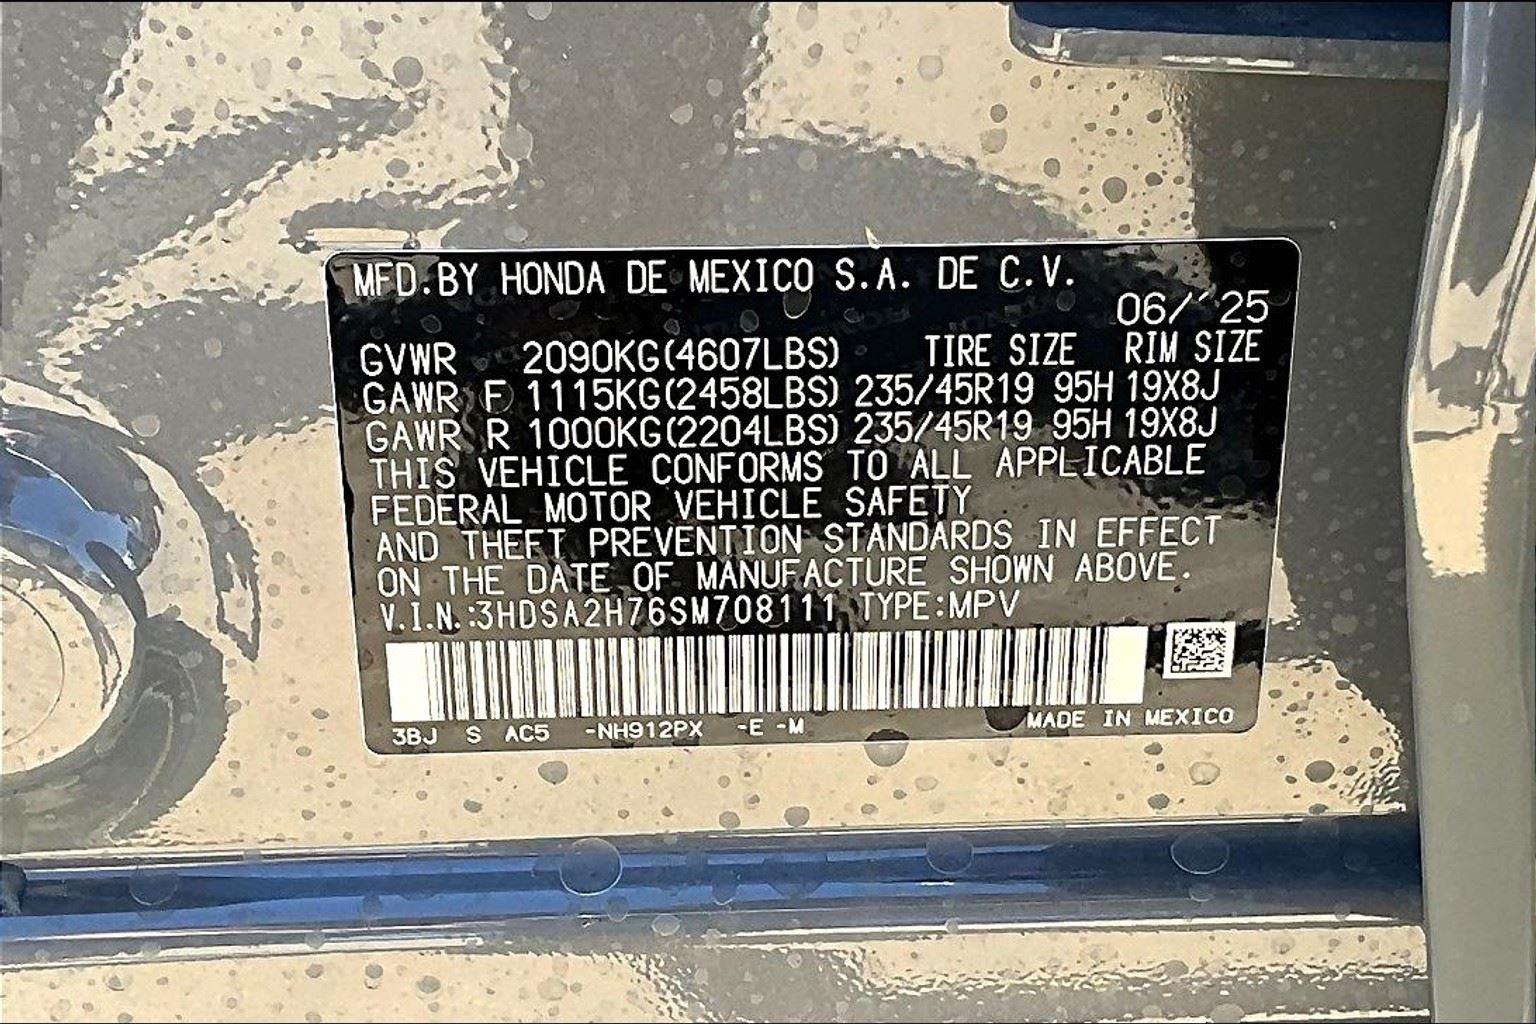 MFD.BY HONDA DE MEXICO S.A. DE C.V.
06/'25
GVWR 2090KG(4607LBS) TIRE SIZE RIM SIZE
GAWR F 1115KG(2458LBS) 235/45R19 95H 19X8J
GAWR R 1000KG(2204LBS) 235/45R19 95H 19X8J
THIS VEHICLE CONFORMS TO ALL APPLICABLE
FEDERAL MOTOR VEHICLE SAFETY
AND THEFT PREVENTION STANDARDS IN EFFECT
ON THE DATE OF MANUFACTURE SHOWN ABOVE.
V.I.N.:3HDSA2H76SM708111 TYPE:MPV
3BJ S AC5 -NH912PX -E -M MADE IN MEXICO